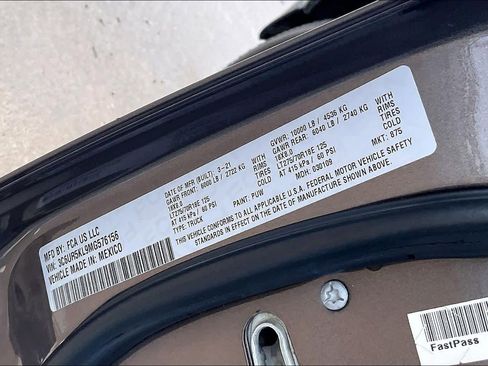 MFD BY: FCA US LLC
DATE OF MFR (BUILT): 3-21
GVWR: 10000 LB / 4536 KG
GAWR FRONT: 6000 LB / 2722 KG WITH
18X8.0 RIMS
LT275/70R18E 125 TIRES
AT 415 kPa / 60 PSI COLD
GAWR REAR: 6040 LB / 2740 KG WITH
18X8.0 RIMS
LT275/70R18E 125 TIRES
AT 415 kPa / 60 PSI COLD
VIN: 3C6UR5KL9MG576156
TYPE: TRUCK
PAINT: PUW
MDH: 030109
MKT: 875
VEHICLE MADE IN: MEXICO
THIS VEHICLE CONFORMS TO ALL APPLICABLE U.S.A. FEDERAL MOTOR VEHICLE SAFETY
STANDARDS IN EFFECT ON THE DATE OF MANUFACTURE SHOWN ABOVE.
FastPass